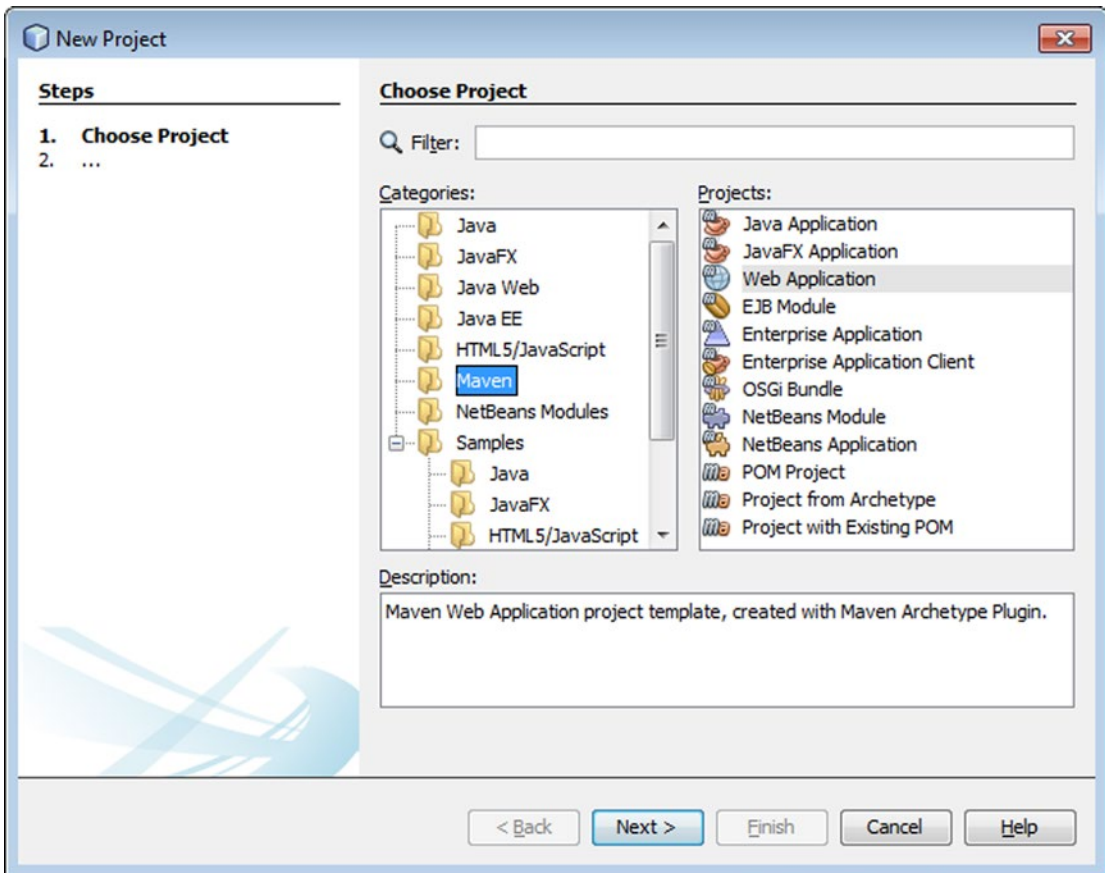 New Project
Steps
1. Choose Project
2. ...
Choose Project
Filter:
Categories:
Java
JavaFX
Java Web
Java EE
HTML5/JavaScript
Maven
NetBeans Modules
Samples
Java
JavaFX
HTML5/JavaScript
Projects:
Java Application
JavaFX Application
Web Application
EJB Module
Enterprise Application
Enterprise Application Client
OSGi Bundle
NetBeans Module
NetBeans Application
POM Project
Project from Archetype
Project with Existing POM
Description:
Maven Web Application project template, created with Maven Archetype Plugin.
< Back
Next >
Finish
Cancel
Help